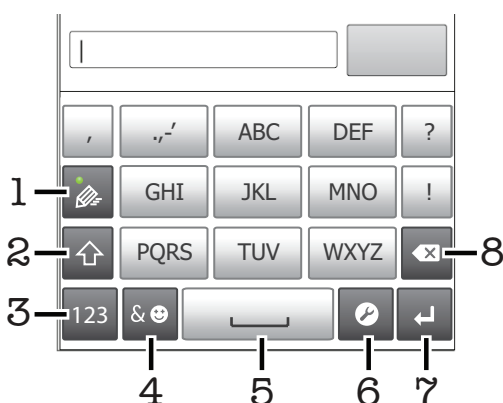 , .,-′ ABC DEF ?
1 GHI JKL MNO !
2 PQRS TUV WXYZ 8
3 123 &
4 5 6 7